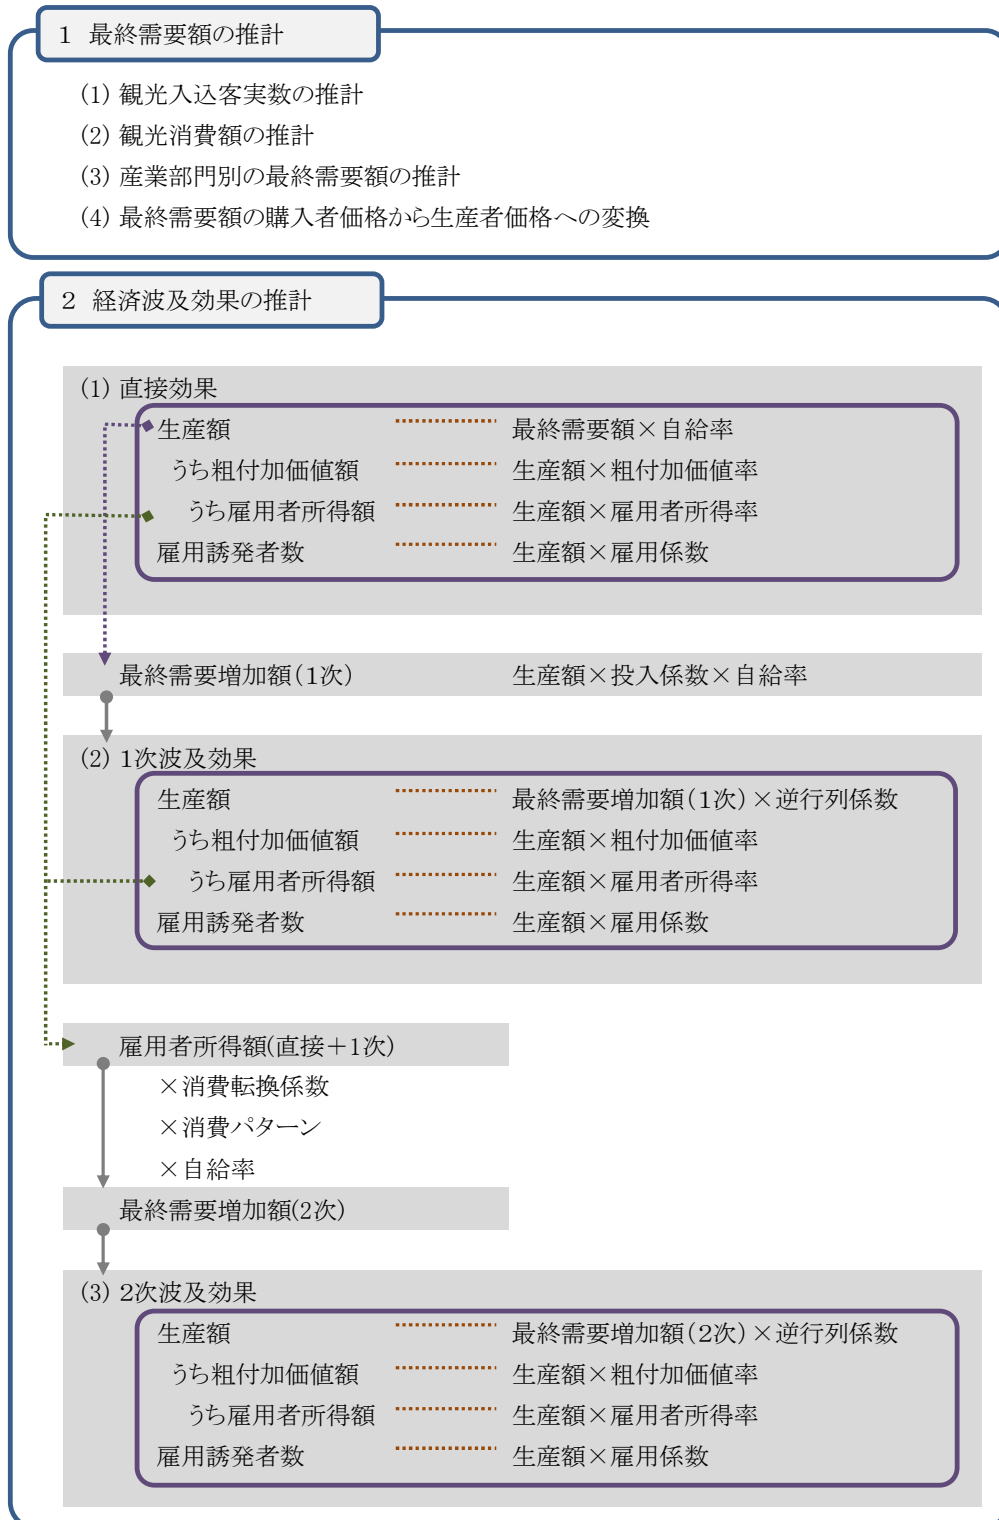 １ 最終需要額の推計
(1) 観光入込客実数の推計
(2) 観光消費額の推計
(3) 産業部門別の最終需要額の推計
(4) 最終需要額の購入者価格から生産者価格への変換
２ 経済波及効果の推計
(1) 直接効果
生産額 最終需要額×自給率
うち粗付加価値額 生産額×粗付加価値率
うち雇用者所得額 生産額×雇用者所得率
雇用誘発者数 生産額×雇用係数
最終需要増加額（１次） 生産額×投入係数×自給率
(2) １次波及効果
生産額 最終需要増加額（１次）×逆行列係数
うち粗付加価値額 生産額×粗付加価値率
うち雇用者所得額 生産額×雇用者所得率
雇用誘発者数 生産額×雇用係数
雇用者所得額(直接＋1次)
×消費転換係数
×消費パターン
×自給率
最終需要増加額(2次)
(3) ２次波及効果
生産額 最終需要増加額（２次）×逆行列係数
うち粗付加価値額 生産額×粗付加価値率
うち雇用者所得額 生産額×雇用者所得率
雇用誘発者数 生産額×雇用係数